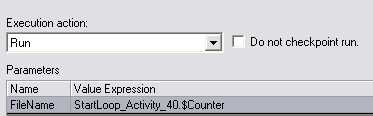 Execution action:
Run
Do not checkpoint run.
Parameters
Name Value Expression
FileName StartLoop_Activity_40.$Counter